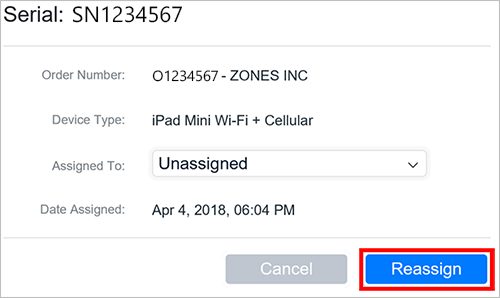 Serial: SN1234567
Order Number: O1234567 - ZONES INC
Device Type: iPad Mini Wi-Fi + Cellular
Assigned To: Unassigned
Date Assigned: Apr 4, 2018, 06:04 PM
Cancel Reassign